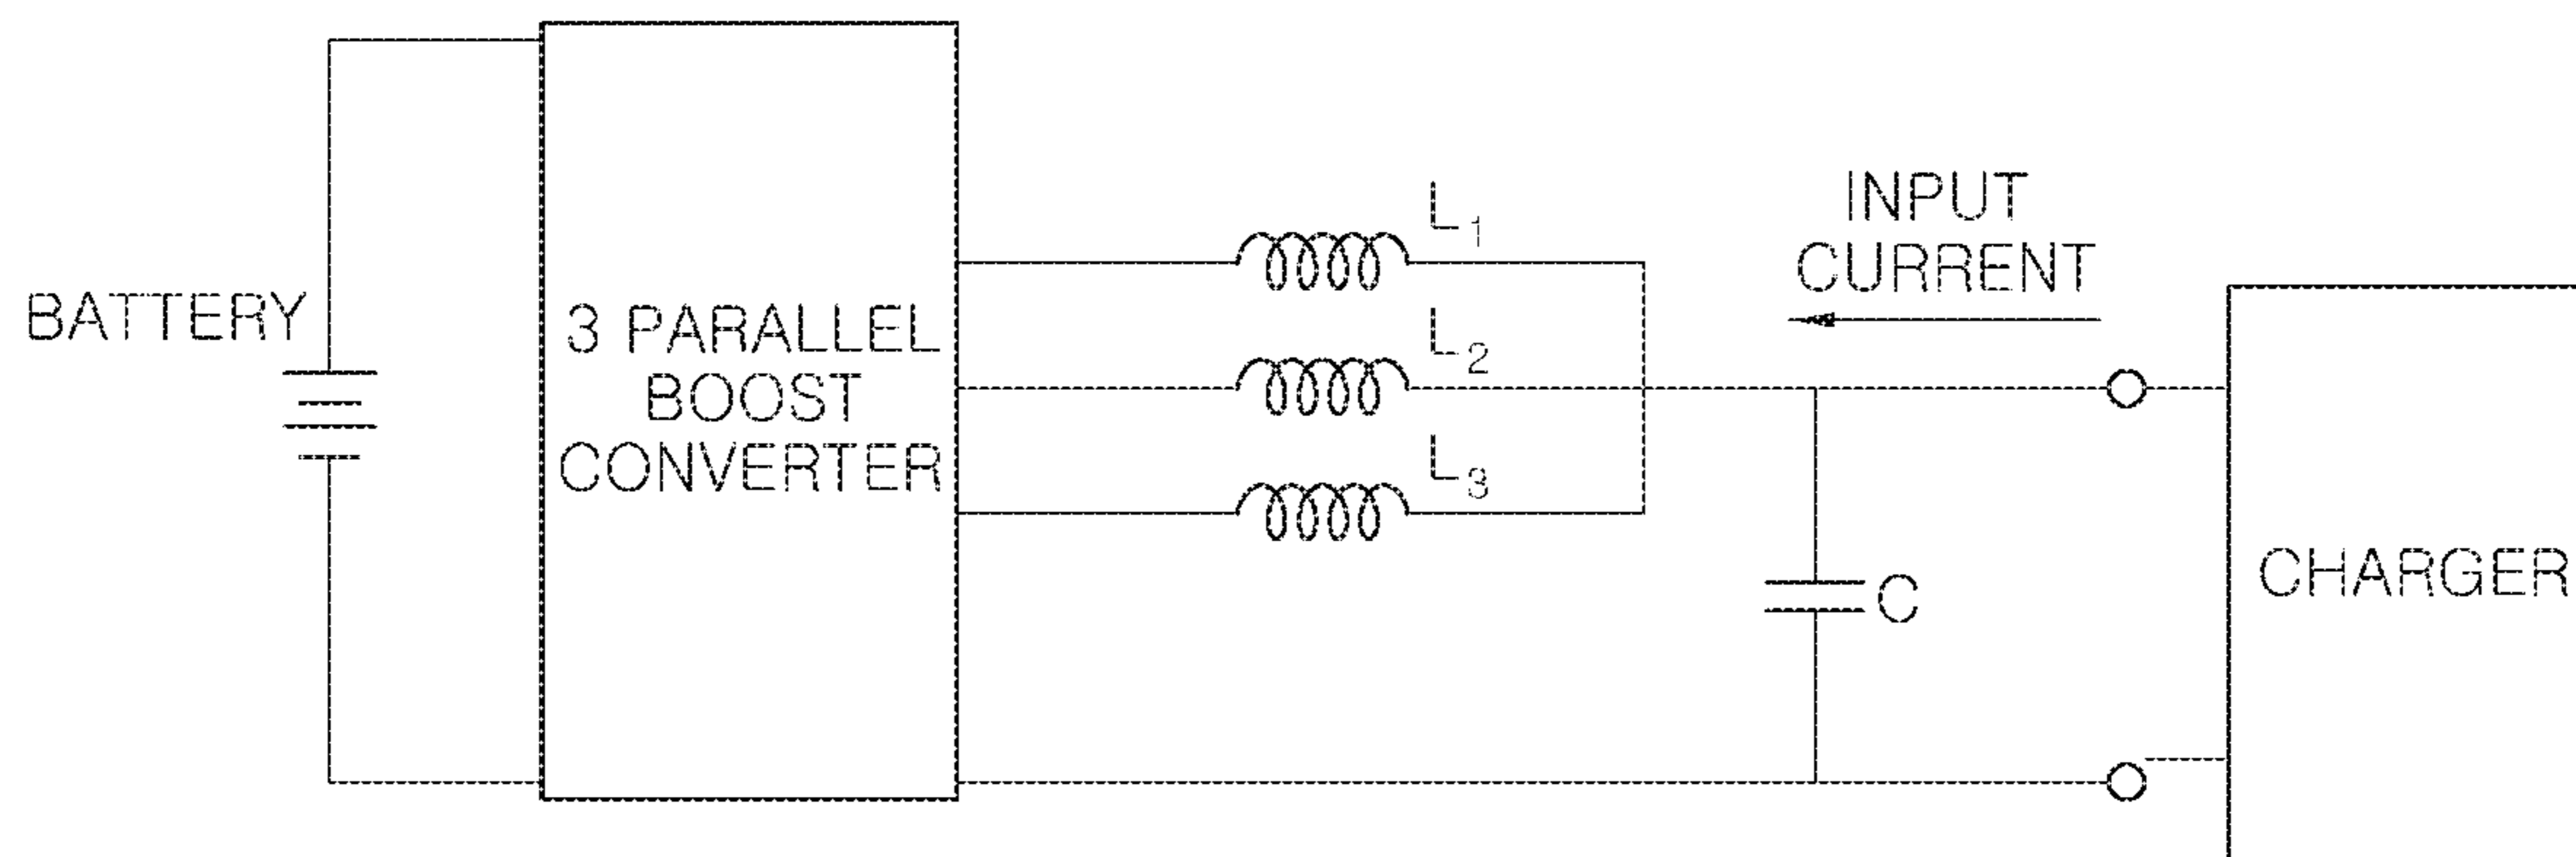 BATTERY
3 PARALLEL
BOOST
CONVERTER
L1
L2
L3
INPUT
CURRENT
C
CHARGER